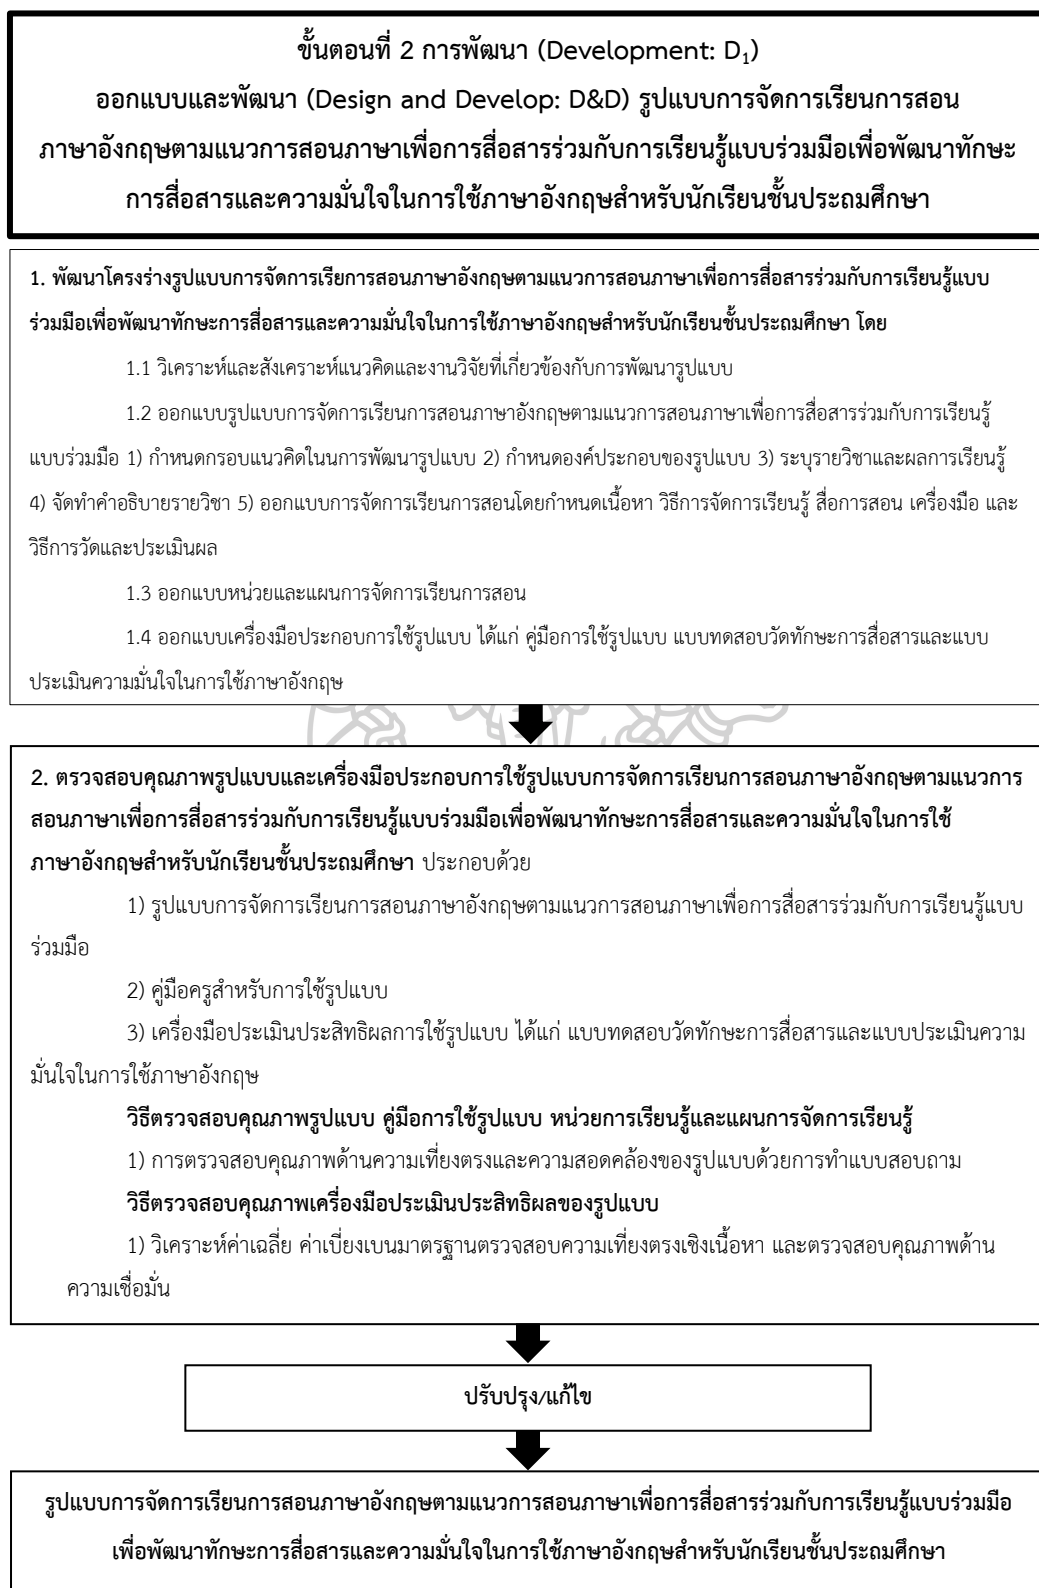 ขั้นตอนที่ 2 การพัฒนา (Development: D1)
ออกแบบและพัฒนา (Design and Develop: D&D) รูปแบบการจัดการเรียนการสอน
ภาษาอังกฤษตามแนวการสอนภาษาเพื่อการสื่อสารร่วมกับการเรียนรู้แบบร่วมมือเพื่อพัฒนาทักษะ
การสื่อสารและความมั่นใจในการใช้ภาษาอังกฤษสำหรับนักเรียนชั้นประถมศึกษา
1. พัฒนาโครงร่างรูปแบบการจัดการเรียการสอนภาษาอังกฤษตามแนวการสอนภาษาเพื่อการสื่อสารร่วมกับการเรียนรู้แบบ
ร่วมมือเพื่อพัฒนาทักษะการสื่อสารและความมั่นใจในการใช้ภาษาอังกฤษสำหรับนักเรียนชั้นประถมศึกษา โดย
1.1 วิเคราะห์และสังเคราะห์แนวคิดและงานวิจัยที่เกี่ยวข้องกับการพัฒนารูปแบบ
1.2 ออกแบบรูปแบบการจัดการเรียนการสอนภาษาอังกฤษตามแนวการสอนภาษาเพื่อการสื่อสารร่วมกับการเรียนรู้
แบบร่วมมือ 1) กำหนดกรอบแนวคิดในนการพัฒนารูปแบบ 2) กำหนดองค์ประกอบของรูปแบบ 3) ระบุรายวิชาและผลการเรียนรู้
4) จัดทำคำอธิบายรายวิชา 5) ออกแบบการจัดการเรียนการสอนโดยกำหนดเนื้อหา วิธีการจัดการเรียนรู้ สื่อการสอน เครื่องมือ และ
วิธีการวัดและประเมินผล
1.3 ออกแบบหน่วยและแผนการจัดการเรียนการสอน
1.4 ออกแบบเครื่องมือประกอบการใช้รูปแบบ ได้แก่ คู่มือการใช้รูปแบบ แบบทดสอบวัดทักษะการสื่อสารและแบบ
ประเมินความมั่นใจในการใช้ภาษาอังกฤษ
2. ตรวจสอบคุณภาพรูปแบบและเครื่องมือประกอบการใช้รูปแบบการจัดการเรียนการสอนภาษาอังกฤษตามแนวการ
สอนภาษาเพื่อการสื่อสารร่วมกับการเรียนรู้แบบร่วมมือเพื่อพัฒนาทักษะการสื่อสารและความมั่นใจในการใช้
ภาษาอังกฤษสำหรับนักเรียนชั้นประถมศึกษา ประกอบด้วย
1) รูปแบบการจัดการเรียนการสอนภาษาอังกฤษตามแนวการสอนภาษาเพื่อการสื่อสารร่วมกับการเรียนรู้แบบ
ร่วมมือ
2) คู่มือครูสำหรับการใช้รูปแบบ
3) เครื่องมือประเมินประสิทธิผลการใช้รูปแบบ ได้แก่ แบบทดสอบวัดทักษะการสื่อสารและแบบประเมินความ
มั่นใจในการใช้ภาษาอังกฤษ
วิธีตรวจสอบคุณภาพรูปแบบ คู่มือการใช้รูปแบบ หน่วยการเรียนรู้และแผนการจัดการเรียนรู้
1) การตรวจสอบคุณภาพด้านความเที่ยงตรงและความสอดคล้องของรูปแบบด้วยการทำแบบสอบถาม
วิธีตรวจสอบคุณภาพเครื่องมือประเมินประสิทธิผลของรูปแบบ
1) วิเคราะห์ค่าเฉลี่ย ค่าเบี่ยงเบนมาตรฐานตรวจสอบความเที่ยงตรงเชิงเนื้อหา และตรวจสอบคุณภาพด้าน
ความเชื่อมั่น
ปรับปรุง/แก้ไข
รูปแบบการจัดการเรียนการสอนภาษาอังกฤษตามแนวการสอนภาษาเพื่อการสื่อสารร่วมกับการเรียนรู้แบบร่วมมือ
เพื่อพัฒนาทักษะการสื่อสารและความมั่นใจในการใช้ภาษาอังกฤษสำหรับนักเรียนชั้นประถมศึกษา